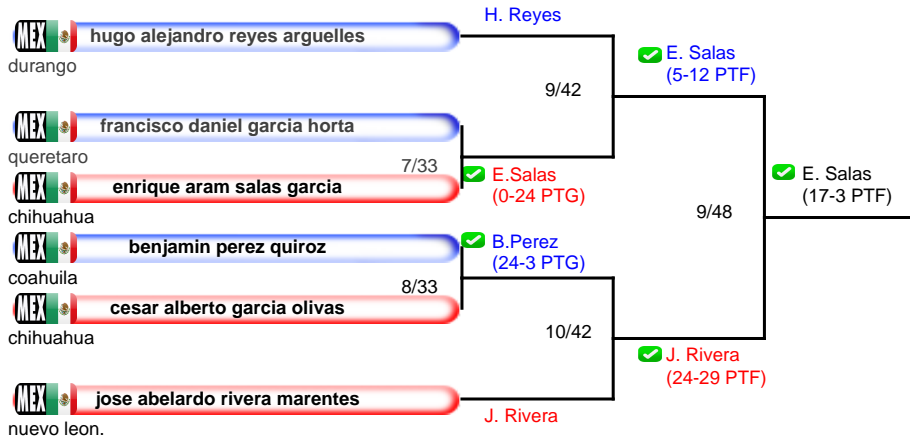 H. Reyes
MEX
hugo alejandro reyes arguelles
durango
E. Salas
(5-12 PTF)
9/42
MEX
francisco daniel garcia horta
queretaro
7/33
MEX
enrique aram salas garcia
chihuahua
E.Salas
(0-24 PTG)
E. Salas
(17-3 PTF)
9/48
MEX
benjamin perez quiroz
coahuila
B.Perez
(24-3 PTG)
8/33
MEX
cesar alberto garcia olivas
chihuahua
10/42
J. Rivera
(24-29 PTF)
MEX
jose abelardo rivera marentes
nuevo leon.
J. Rivera